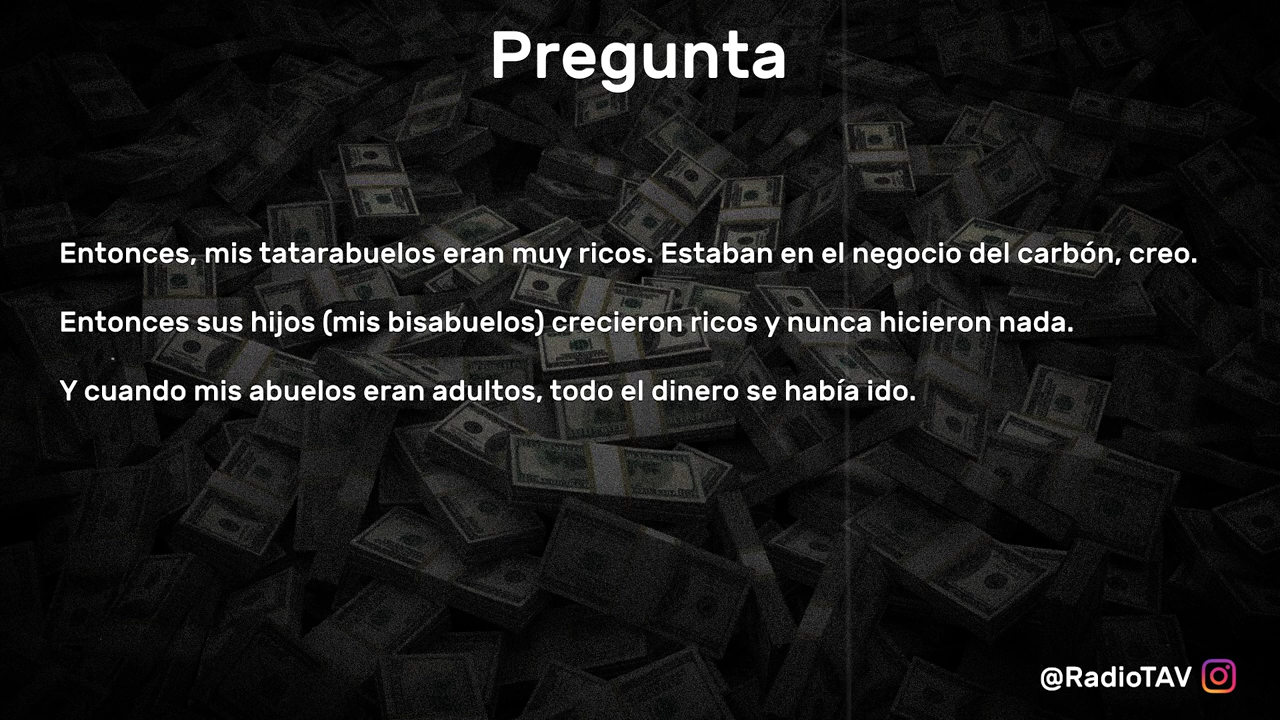 Pregunta
Entonces, mis tatarabuelos eran muy ricos. Estaban en el negocio del carbón, creo.
Entonces sus hijos (mis bisabuelos) crecieron ricos y nunca hicieron nada.
Y cuando mis abuelos eran adultos, todo el dinero se había ido.
@RadioTAV